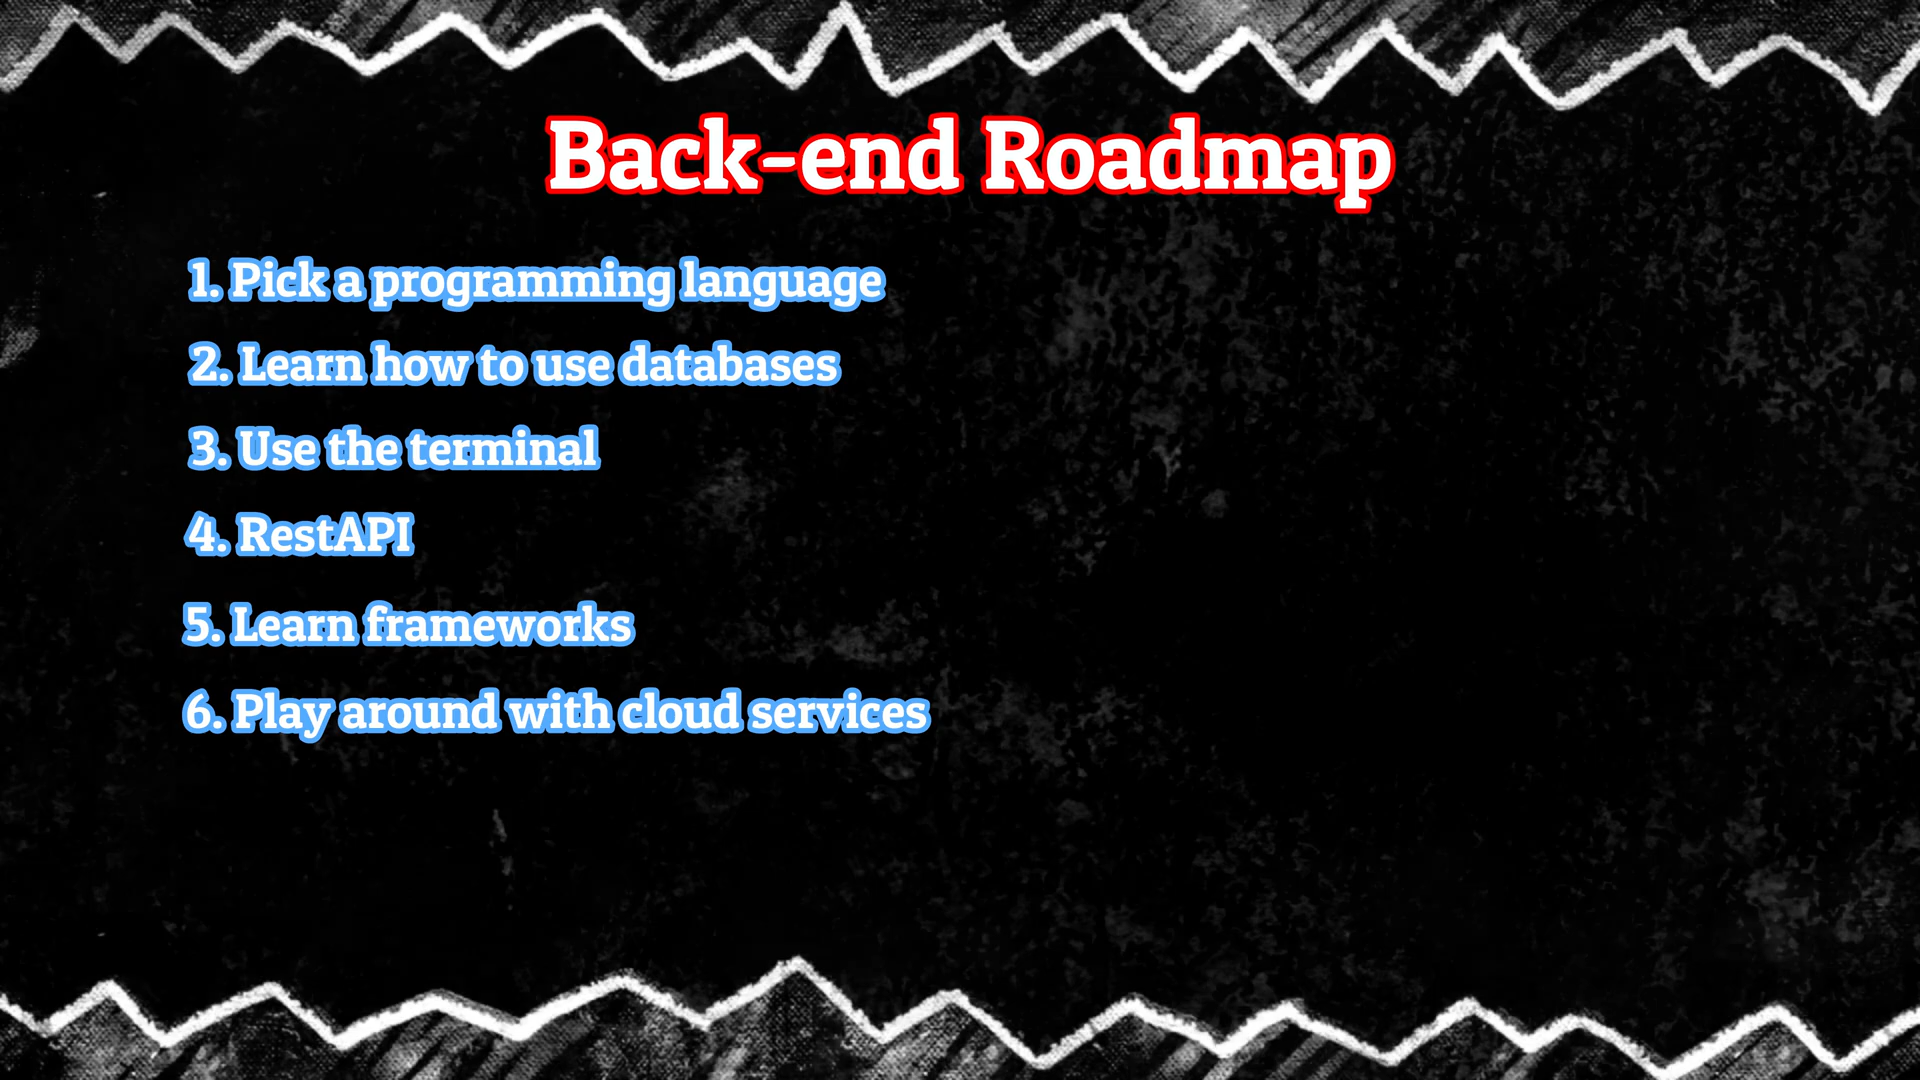 Back-end Roadmap
1. Pick a programming language
2. Learn how to use databases
3. Use the terminal
4. RestAPI
5. Learn frameworks
6. Play around with cloud services